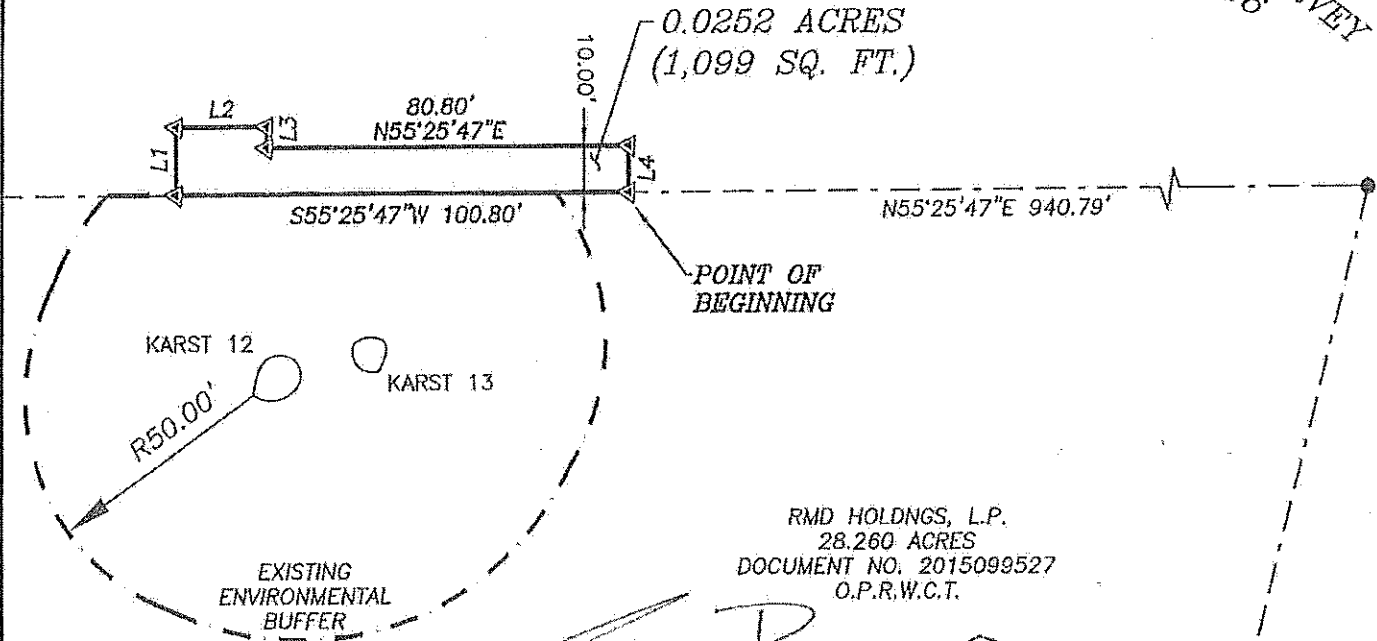 0.0252 ACRES
(1,099 SQ. FT.)
10.00'
VEY
80.80'
N55°25'47"E
L2
L3
L1
L4
S55°25'47"W 100.80'
N55°25'47"E 940.79'
POINT OF
BEGINNING
KARST 12
KARST 13
R50.00'
RMD HOLDNGS, L.P.
28.260 ACRES
DOCUMENT NO. 2015099527
O.P.R.W.C.T.
EXISTING
ENVIRONMENTAL
BUFFER